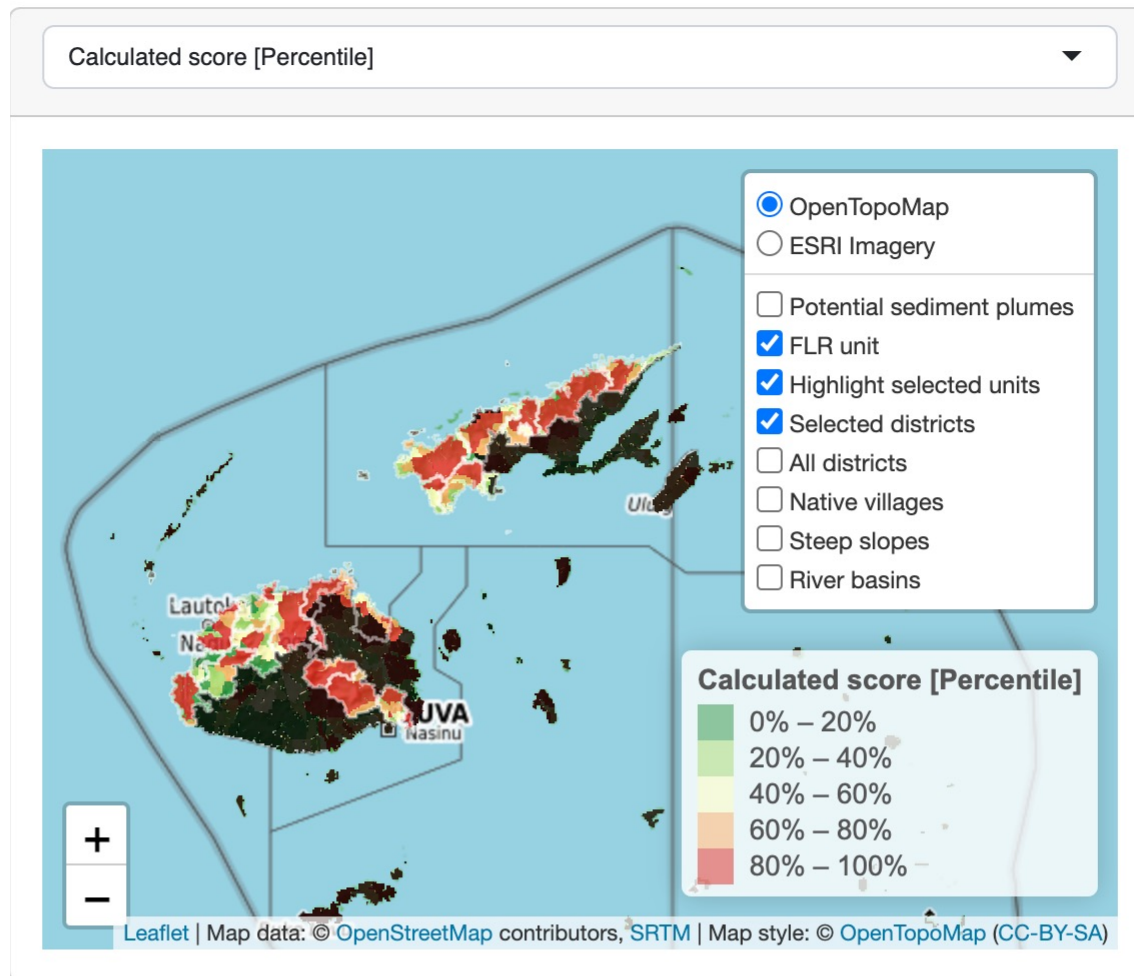 Calculated score [Percentile]
OpenTopoMap
ESRI Imagery
Potential sediment plumes
FLR unit
Highlight selected units
Selected districts
All districts
Native villages
Steep slopes
River basins
UVA
Nasinu
Calculated score [Percentile]
0% – 20%
20% – 40%
40% – 60%
60% – 80%
80% – 100%
+
−
Leaflet | Map data: © OpenStreetMap contributors, SRTM | Map style: © OpenTopoMap (CC-BY-SA)